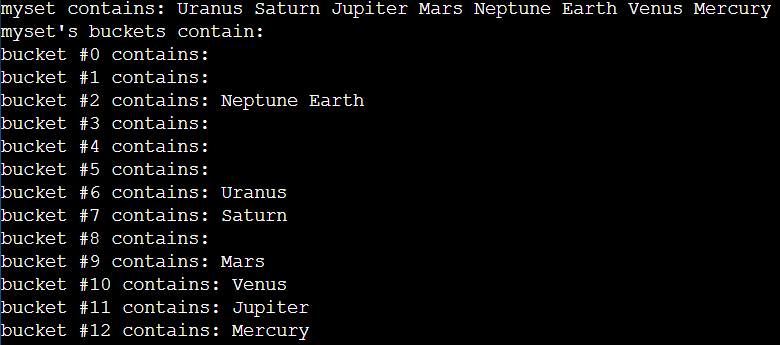 myset contains: Uranus Saturn Jupiter Mars Neptune Earth Venus Mercury
myset's buckets contain:
bucket #0 contains:
bucket #1 contains:
bucket #2 contains: Neptune Earth
bucket #3 contains:
bucket #4 contains:
bucket #5 contains:
bucket #6 contains: Uranus
bucket #7 contains: Saturn
bucket #8 contains:
bucket #9 contains: Mars
bucket #10 contains: Venus
bucket #11 contains: Jupiter
bucket #12 contains: Mercury